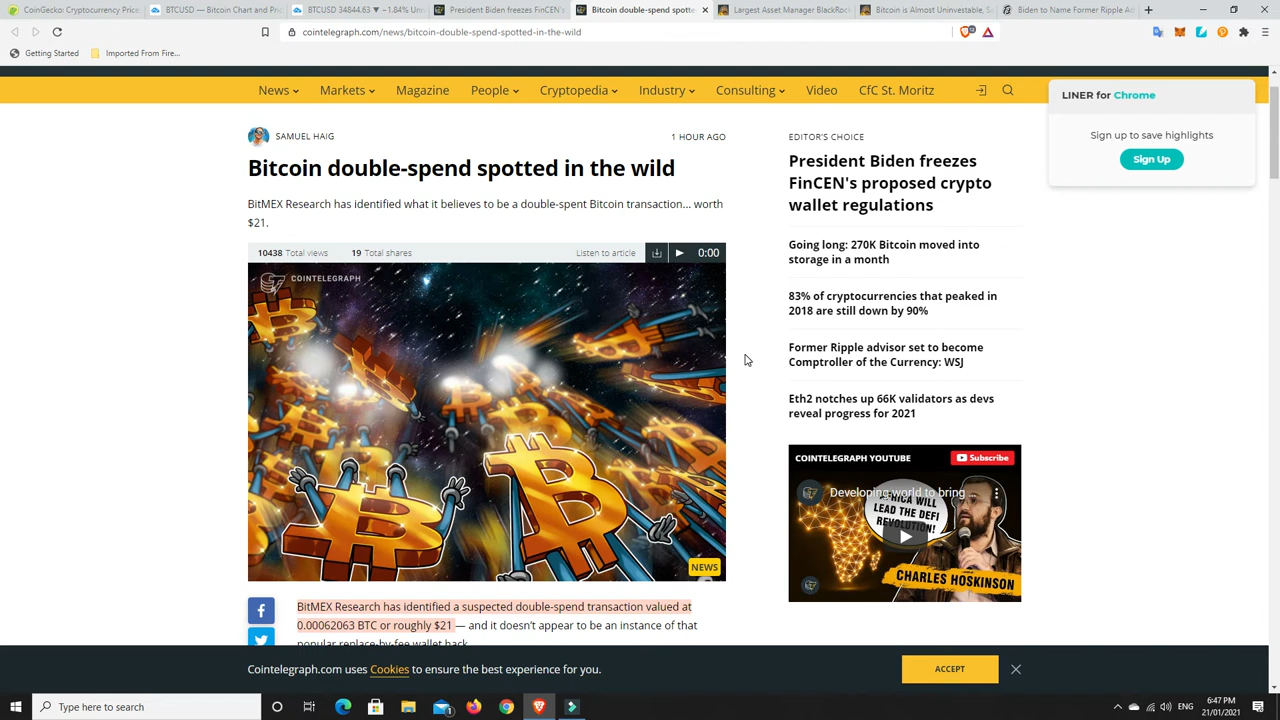 CoinGecko: Cryptocurrency Price
BTCUSD — Bitcoin Chart and Pric
BTCUSD 34844.63 ▼ −1.84% Unn
President Biden freezes FinCEN's
Bitcoin double-spend spotte
Largest Asset Manager BlackRoc
Bitcoin is Almost Uninvestable, S
Biden to Name Former Ripple Ad
cointelegraph.com/news/bitcoin-double-spend-spotted-in-the-wild
Getting Started
Imported From Fire...
News
Markets
Magazine
People
Cryptopedia
Industry
Consulting
Video
CfC St. Moritz
LINER for Chrome
Sign up to save highlights
Sign Up
SAMUEL HAIG
1 HOUR AGO
Bitcoin double-spend spotted in the wild
BitMEX Research has identified what it believes to be a double-spent Bitcoin transaction... worth
$21.
10438 Total views
19 Total shares
Listen to article
0:00
COINTELEGRAPH
NEWS
BitMEX Research has identified a suspected double-spend transaction valued at
0.00062063 BTC or roughly $21 — and it doesn't appear to be an instance of that
popular replace-by-fee wallet hack.
EDITOR'S CHOICE
President Biden freezes
FinCEN's proposed crypto
wallet regulations
Going long: 270K Bitcoin moved into
storage in a month
83% of cryptocurrencies that peaked in
2018 are still down by 90%
Former Ripple advisor set to become
Comptroller of the Currency: WSJ
Eth2 notches up 66K validators as devs
reveal progress for 2021
COINTELEGRAPH YOUTUBE
Subscribe
Developing world to bring ...
WILL
LEAD THE DEFI
REVOLUTION!
CHARLES HOSKINSON
Cointelegraph.com uses Cookies to ensure the best experience for you.
ACCEPT
Type here to search
ENG
6:47 PM
21/01/2021